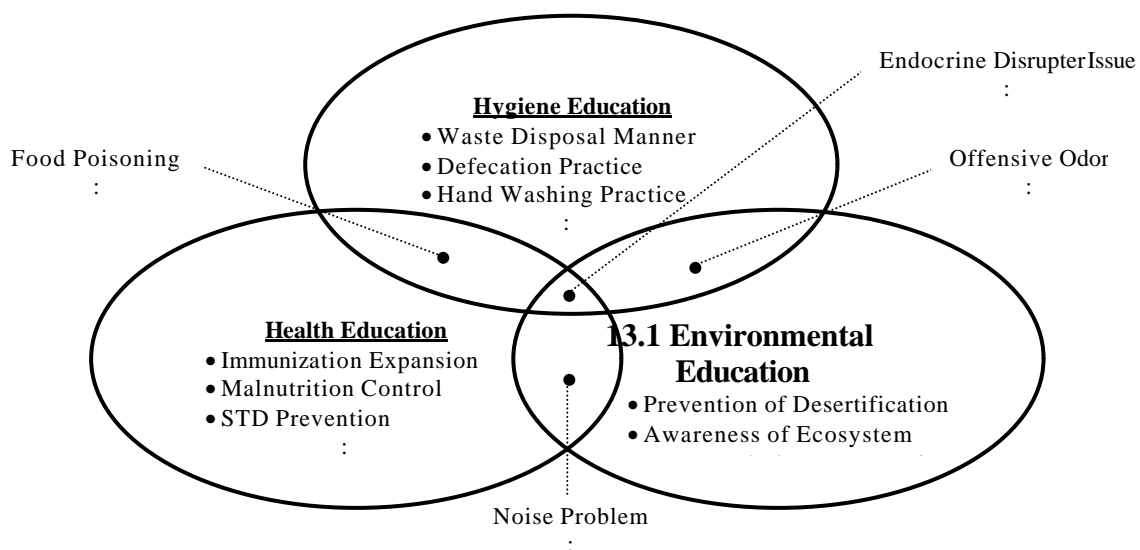 Endocrine Disrupter Issue
:
Hygiene Education
• Waste Disposal Manner
• Defecation Practice
• Hand Washing Practice
:
Food Poisoning
:
Offensive Odor
:
Health Education
• Immunization Expansion
• Malnutrition Control
• STD Prevention
:
13.1 Environmental
Education
• Prevention of Desertification
• Awareness of Ecosystem
Noise Problem
: